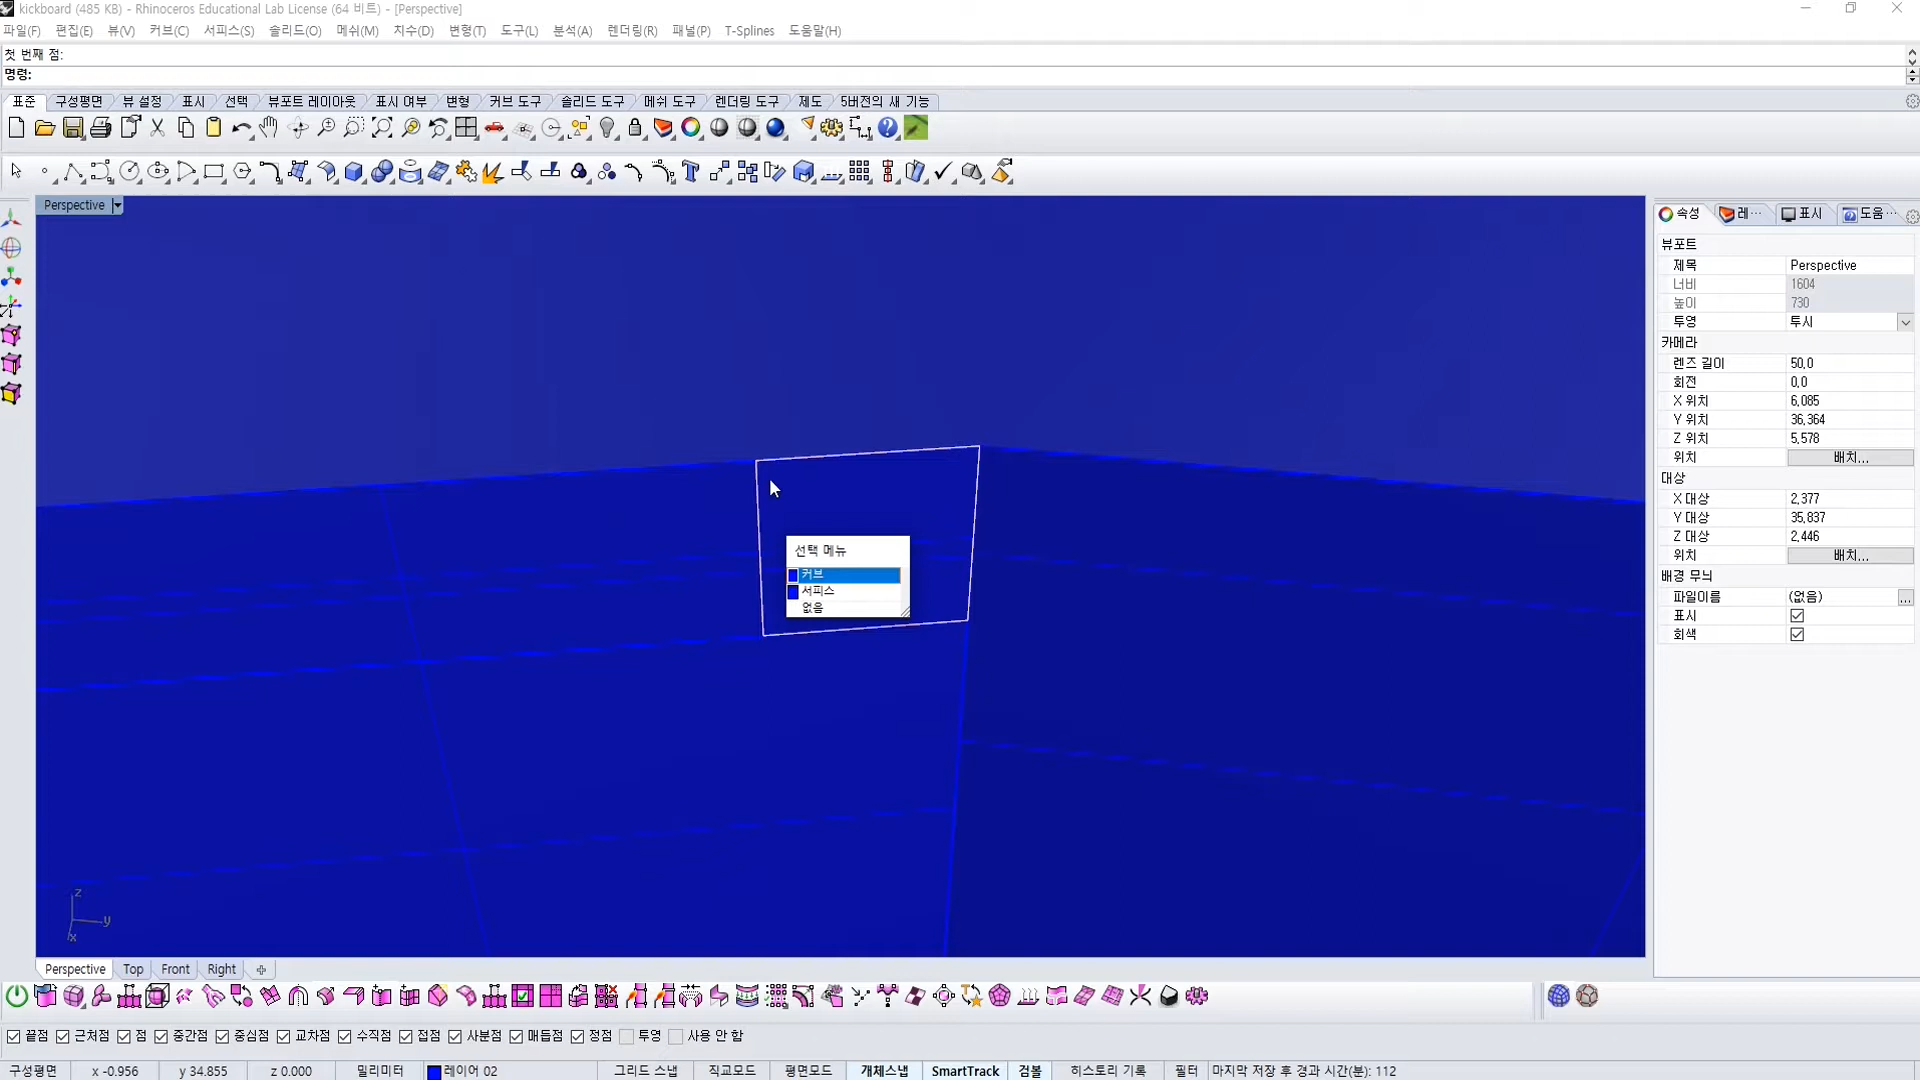 kickboard (485 KB) - Rhinoceros Educational Lab License (64 비트) - [Perspective]
파일(F) 편집(E) 뷰(V) 커브(C) 서피스(S) 솔리드(O) 메쉬(M) 치수(D) 변형(T) 도구(L) 분석(A) 렌더링(R) 패널(P) T-Splines 도움말(H)
첫 번째 점:
명령:
표준 구성평면 뷰 설정 표시 선택 뷰포트 레이아웃 표시 여부 변형 커브 도구 솔리드 도구 메쉬 도구 렌더링 도구 제도 5버전의 새 기능
Perspective
속성 레… 표시 도움…
뷰포트
제목 Perspective
너비 1604
높이 730
투영 투시
카메라
렌즈 길이 50,0
회전 0,0
X 위치 6,085
Y 위치 36,364
Z 위치 5,578
위치 배치...
대상
X 대상 2,377
Y 대상 35,837
Z 대상 2,446
위치 배치...
배경 무늬
파일이름 (없음) ...
표시
회색
선택 메뉴
커브
서피스
없음
z
y
x
Perspective Top Front Right
끝점 근처점 점 중간점 중심점 교차점 수직점 접점 사분점 매듭점 정점 투영 사용 안 함
구성평면 x -0.956 y 34.855 z 0.000 밀리미터 레이어 02 그리드 스냅 직교모드 평면모드 개체스냅 SmartTrack 검볼 히스토리 기록 필터 마지막 저장 후 경과 시간(분): 112